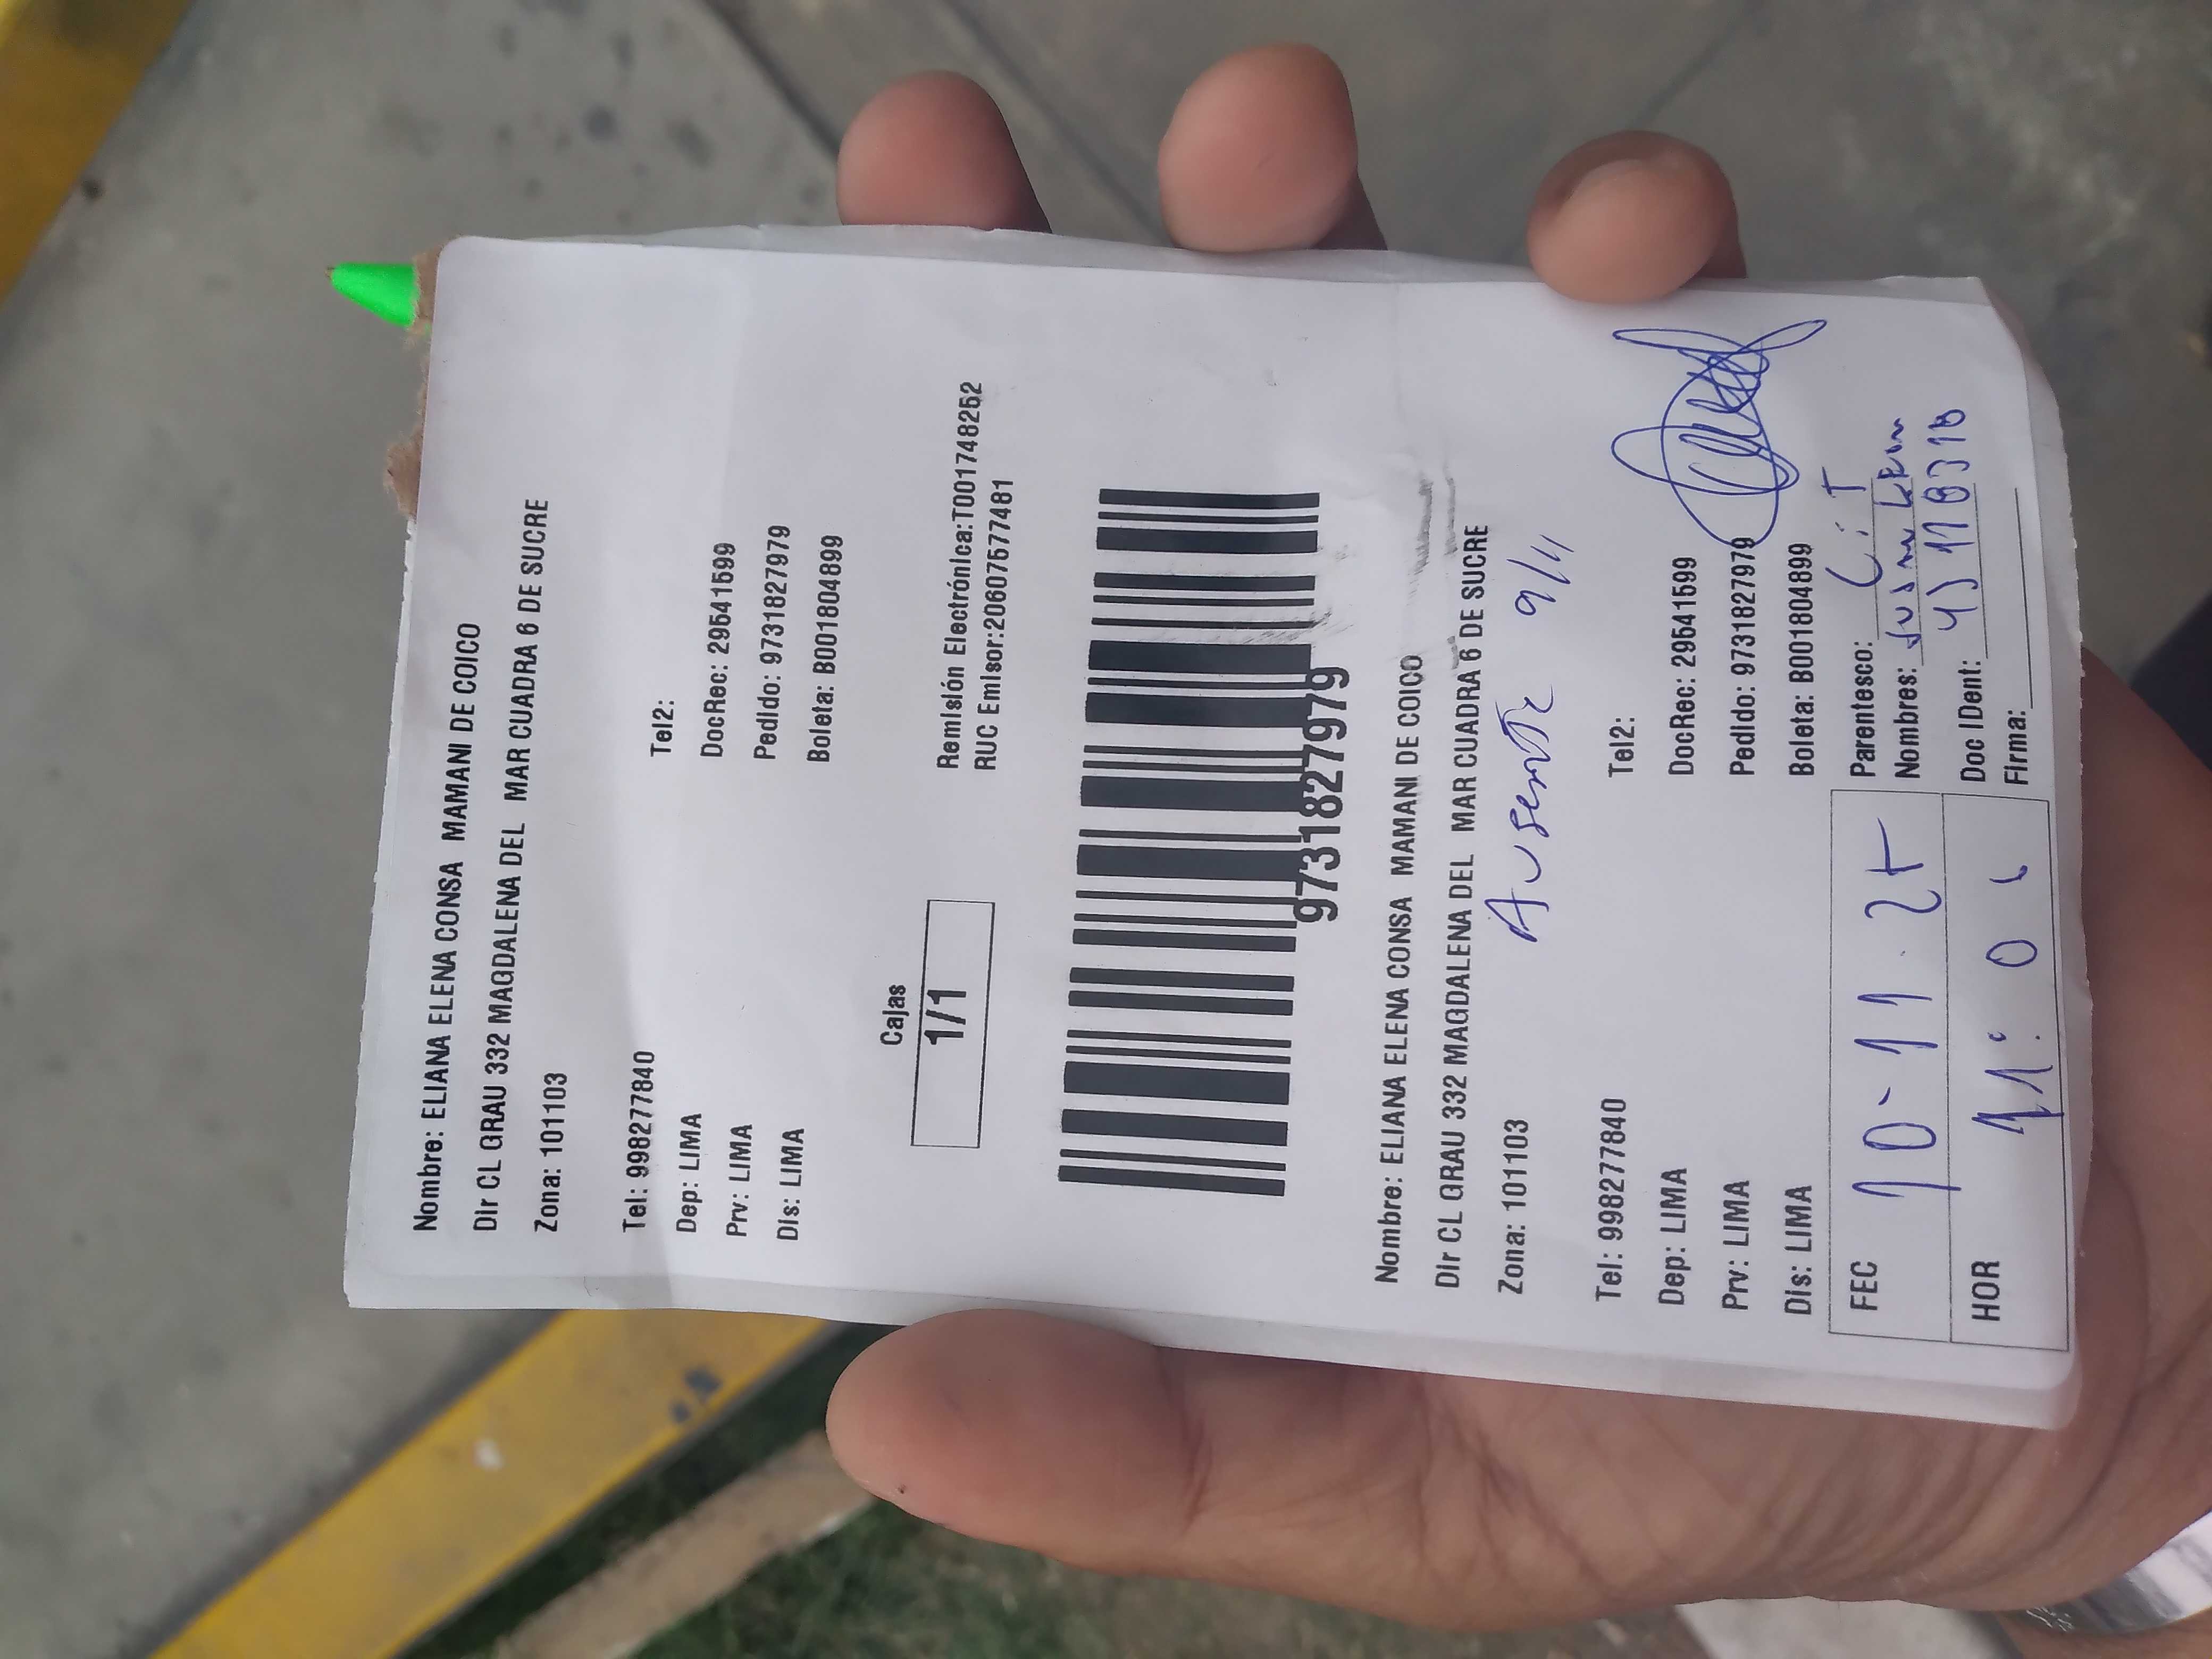 Nombre: ELIANA ELENA CONSA MAMANI DE COICO
Dir CL GRAU 332 MAGDALENA DEL MAR CUADRA 6 DE SUCRE
Zona: 101103
Tel: 998277840 Tel2:
Dep: LIMA DocRec: 29541599
Prv: LIMA Pedido: 9731827979
Dis: LIMA Boleta: B001804899
Cajas
1/1
Remisión Electrónica:T001748252
RUC Emisor:20607577481
9731827979
Nombre: ELIANA ELENA CONSA MAMANI DE COICO
Dir CL GRAU 332 MAGDALENA DEL MAR CUADRA 6 DE SUCRE
Ausente 9/11
Zona: 101103
Tel: 998277840 Tel2:
Dep: LIMA DocRec: 29541599
Prv: LIMA Pedido: 9731827979
Dis: LIMA Boleta: B001804899
FEC 10-11-25 Parentesco:
Nombres:
HOR 11:0 Doc IDent:
Firma: